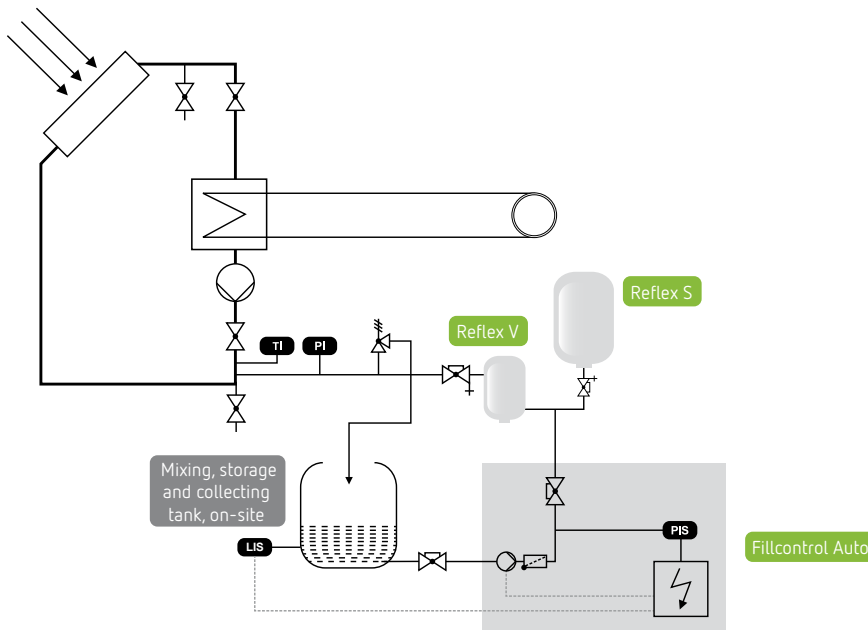 Reflex S
Reflex V
TI
PI
Mixing, storage
and collecting
tank, on-site
LIS
PIS
Fillcontrol Auto